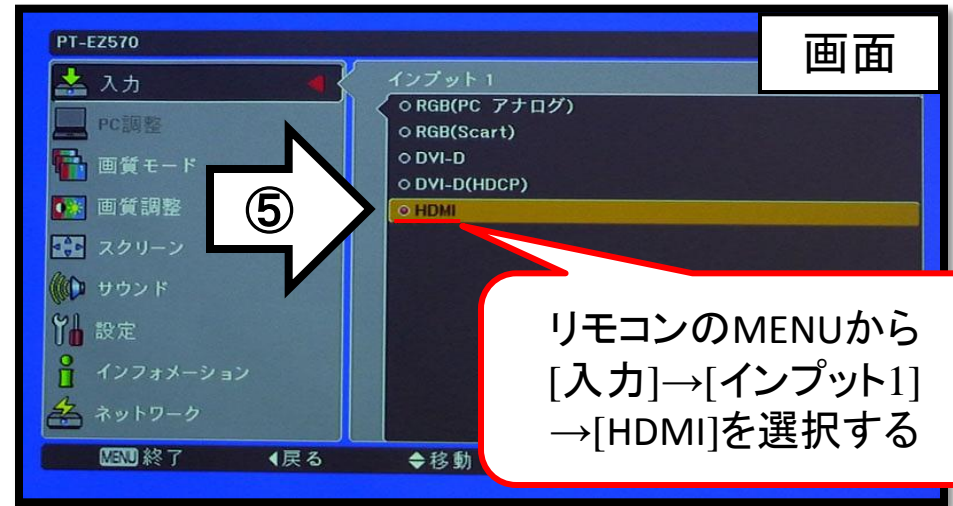 PT-EZ570
画面
入力
PC調整
画質モード
画質調整
スクリーン
サウンド
設定
インフォメーション
ネットワーク
インプット1
RGB(PC アナログ)
RGB(Scart)
DVI-D
DVI-D(HDCP)
HDMI
⑤
リモコンのMENUから
[入力]→[インプット1]
→[HDMI]を選択する
MENU 終了 戻る 移動